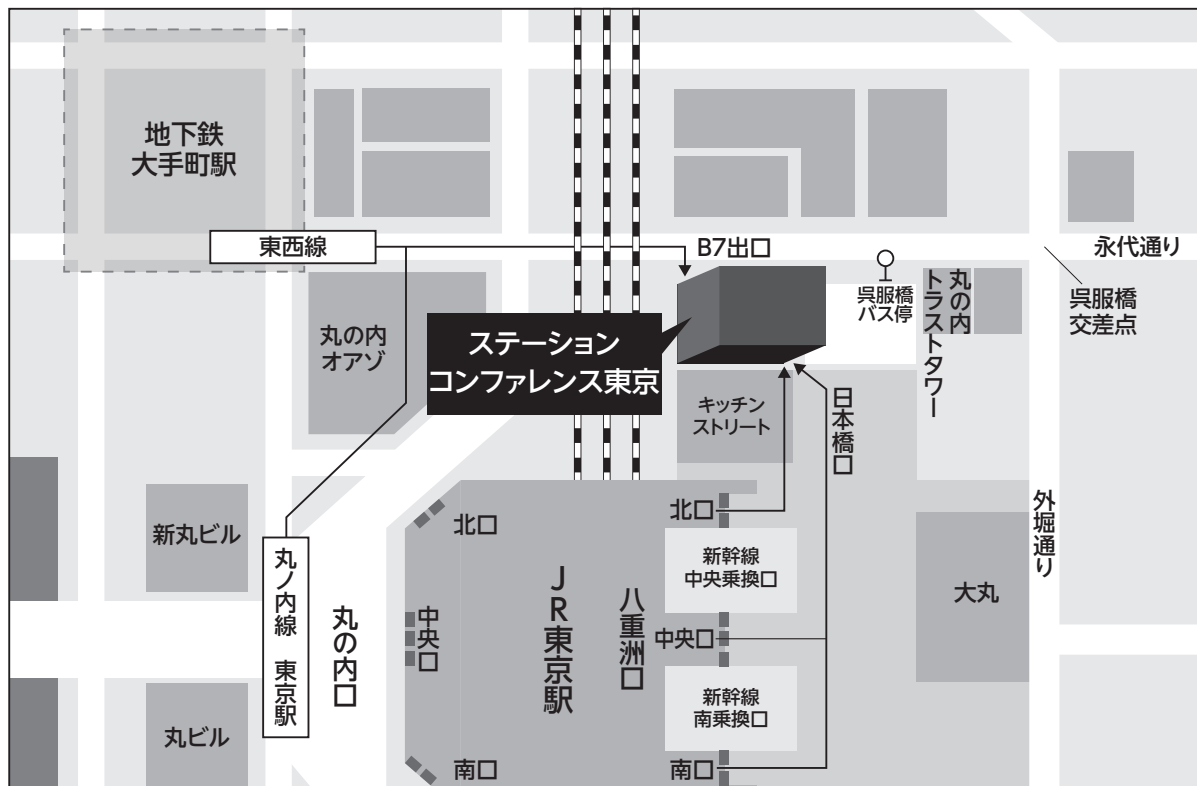 地下鉄
大手町駅
東西線
B7出口
永代通り
呉服橋
バス停
丸の内
トラストタワー
呉服橋
交差点
丸の内
オアゾ
ステーション
コンファレンス東京
キッチン
ストリート
日本橋口
新丸ビル
北口
北口
外堀通り
丸ノ内線 東京駅
丸の内口
中央口
JR東京駅
八重洲口
新幹線
中央乗換口
大丸
中央口
新幹線
南乗換口
丸ビル
南口
南口